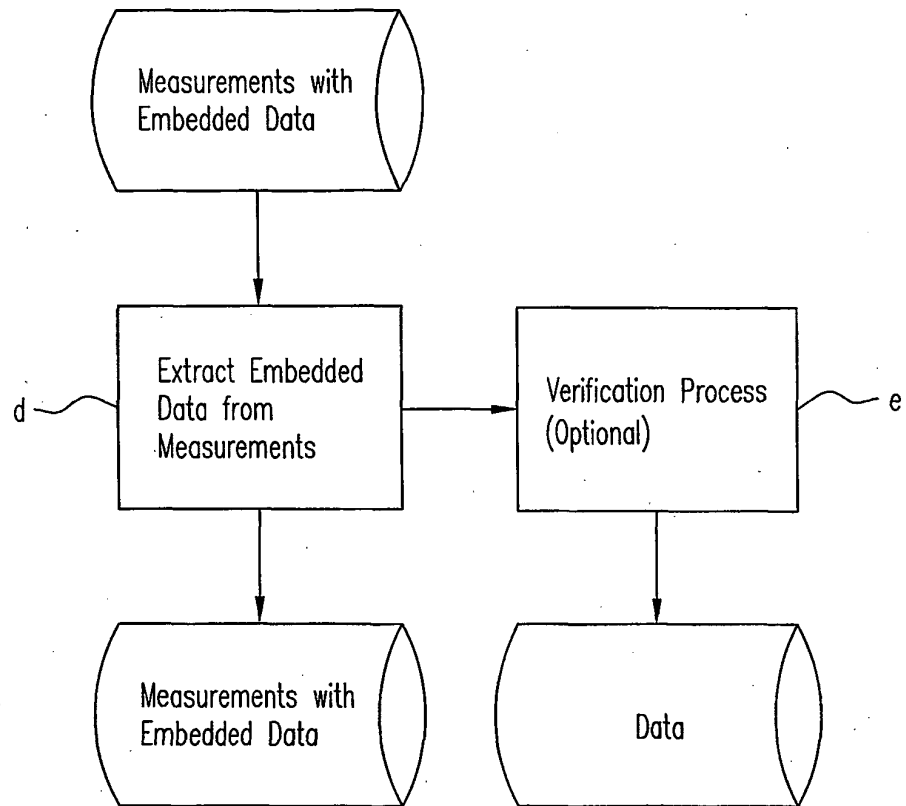 Measurements with
Embedded Data
d
Extract Embedded
Data from
Measurements
Verification Process
(Optional)
e
Measurements with
Embedded Data
Data